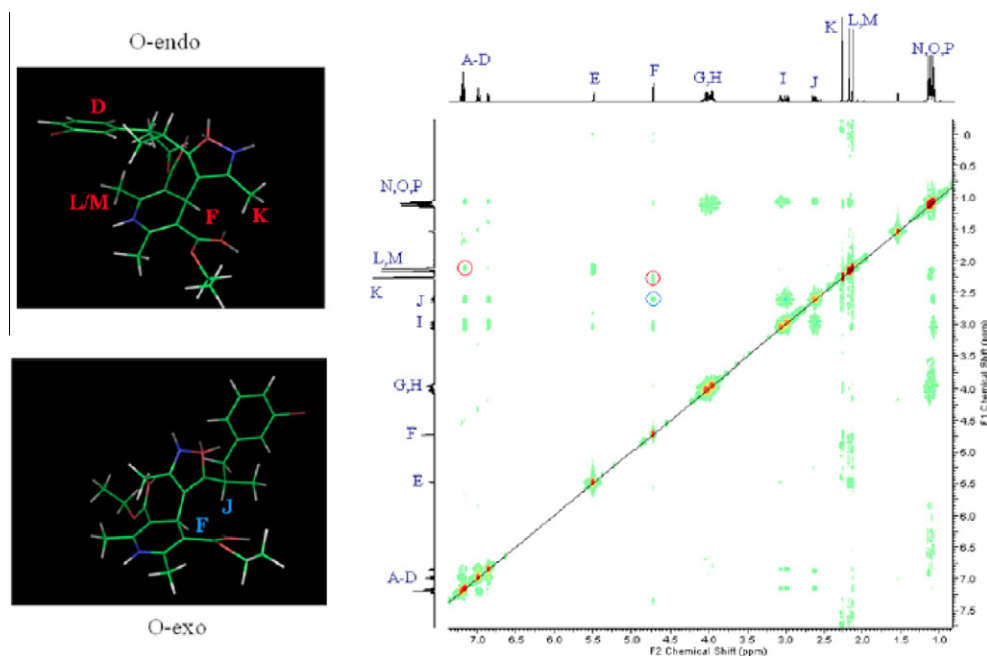 O-endo
D
L/M
F
K
O-exo
J
F
A-D
E
F
G,H
I
J
K
L,M
N,O,P
N,O,P
L,M
K
J
I
G,H
F
E
A-D
0
1.0
1.5
2.0
2.5
3.0
3.5
4.0
4.5
5.0
5.5
6.0
6.5
7.0
7.5
F1 Chemical Shift (ppm)
7.0 6.5 6.0 5.5 5.0 4.5 4.0 3.5 3.0 2.5 2.0 1.5 1.0
F2 Chemical Shift (ppm)